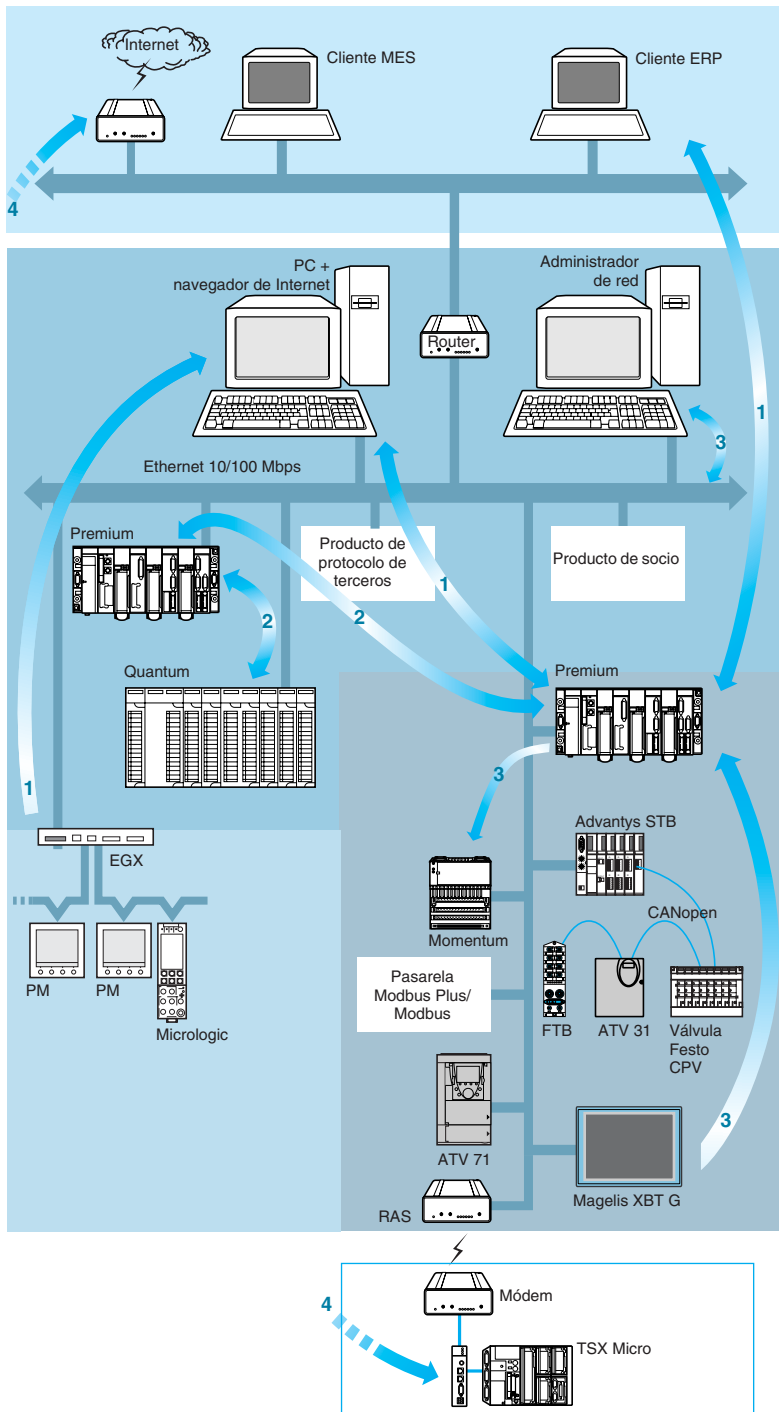 Internet
Cliente MES
Cliente ERP
4
PC +
navegador de Internet
Administrador
de red
Router
1
3
Ethernet 10/100 Mbps
Premium
Producto de
protocolo de
terceros
Producto de socio
1
2
2
Quantum
Premium
1
3
EGX
Advantys STB
CANopen
Momentum
PM
PM
Micrologic
Pasarela
Modbus Plus/
Modbus
FTB
ATV 31
Válvula
Festo
CPV
3
ATV 71
Magelis XBT G
RAS
Módem
4
TSX Micro